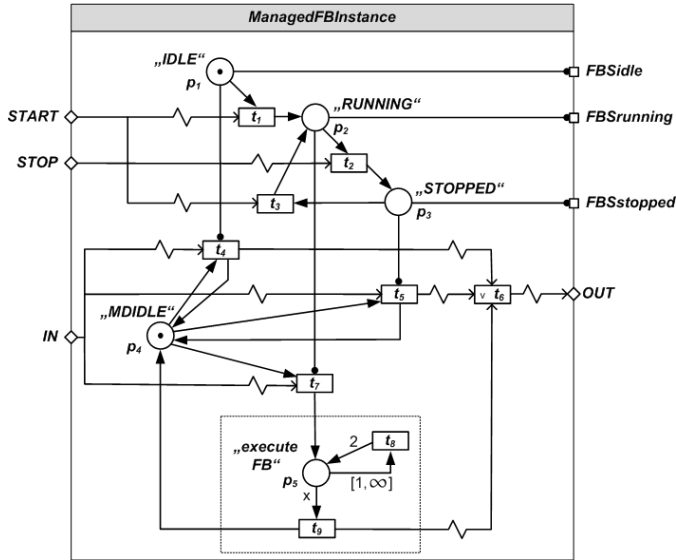 ManagedFBInstance
„IDLE“
p1
FBSidle
START
t1
„RUNNING“
p2
FBSrunning
STOP
t2
t3
„STOPPED“
p3
FBSstopped
t4
„MDIDLE“
t5
v t6
OUT
IN
p4
t7
„execute
FB“
2
t8
p5
[1,∞]
x
t9